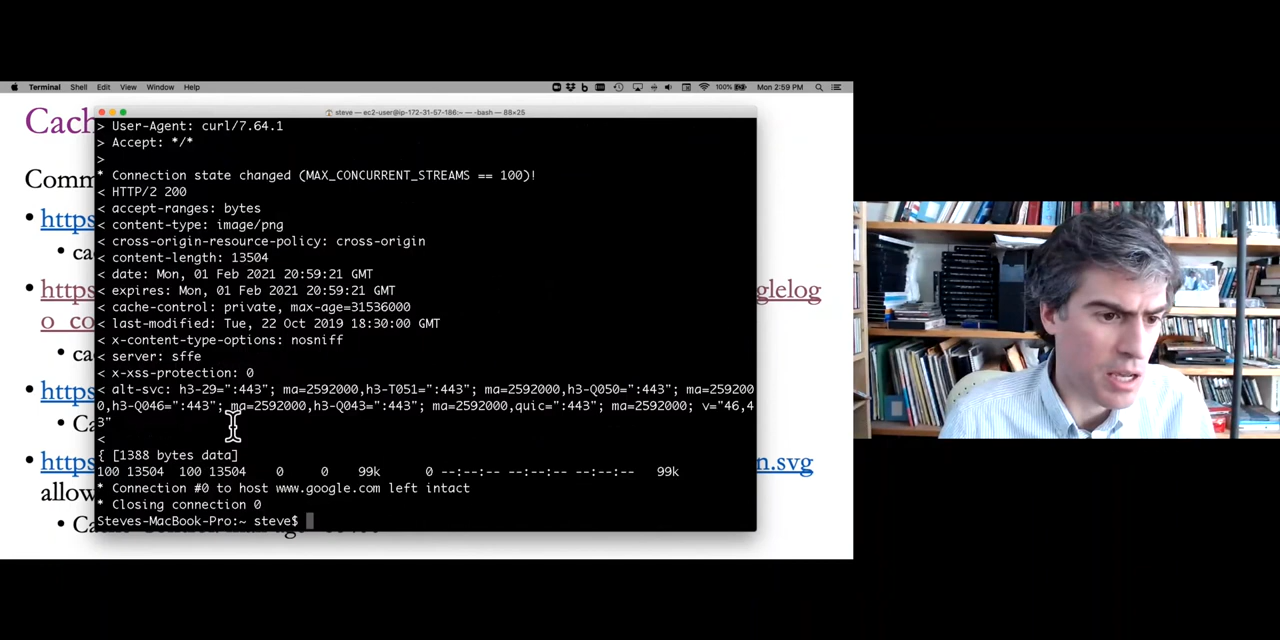 Terminal Shell Edit View Window Help 100% Mon 2:59 PM
steve — ec2-user@ip-172-31-57-186:~ — -bash — 88×25
Cach
Comm
https
cac
https
glelog
o_co
cac
https
Cac
https
n.svg
allow
> User-Agent: curl/7.64.1
> Accept: */*
>
* Connection state changed (MAX_CONCURRENT_STREAMS == 100)!
< HTTP/2 200
< accept-ranges: bytes
< content-type: image/png
< cross-origin-resource-policy: cross-origin
< content-length: 13504
< date: Mon, 01 Feb 2021 20:59:21 GMT
< expires: Mon, 01 Feb 2021 20:59:21 GMT
< cache-control: private, max-age=31536000
< last-modified: Tue, 22 Oct 2019 18:30:00 GMT
< x-content-type-options: nosniff
< server: sffe
< x-xss-protection: 0
< alt-svc: h3-29=":443"; ma=2592000,h3-T051=":443"; ma=2592000,h3-Q050=":443"; ma=259200
0,h3-Q046=":443"; ma=2592000,h3-Q043=":443"; ma=2592000,quic=":443"; ma=2592000; v="46,4
3"
<
{ [1388 bytes data]
100 13504 100 13504 0 0 99k 0 --:--:-- --:--:-- --:--:-- 99k
* Connection #0 to host www.google.com left intact
* Closing connection 0
Steves-MacBook-Pro:~ steve$